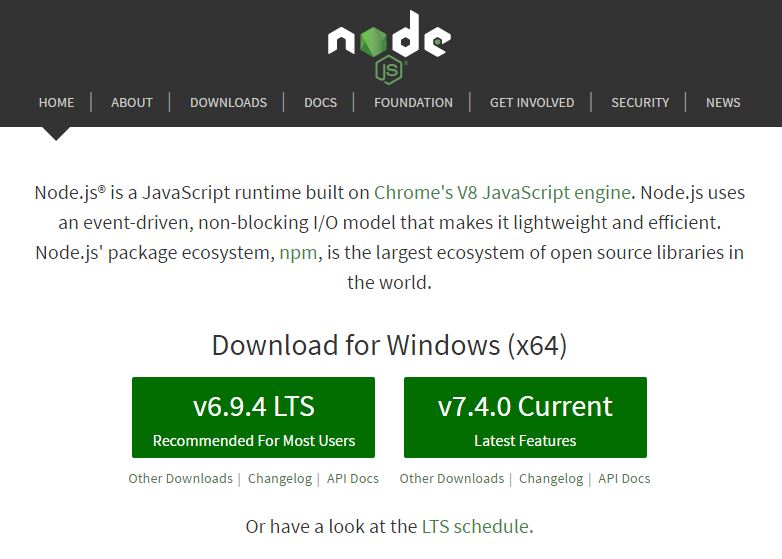 node
JS
HOME | ABOUT | DOWNLOADS | DOCS | FOUNDATION | GET INVOLVED | SECURITY | NEWS
Node.js® is a JavaScript runtime built on Chrome's V8 JavaScript engine. Node.js uses
an event-driven, non-blocking I/O model that makes it lightweight and efficient.
Node.js' package ecosystem, npm, is the largest ecosystem of open source libraries in
the world.
Download for Windows (x64)
v6.9.4 LTS
Recommended For Most Users
v7.4.0 Current
Latest Features
Other Downloads | Changelog | API Docs
Other Downloads | Changelog | API Docs
Or have a look at the LTS schedule.